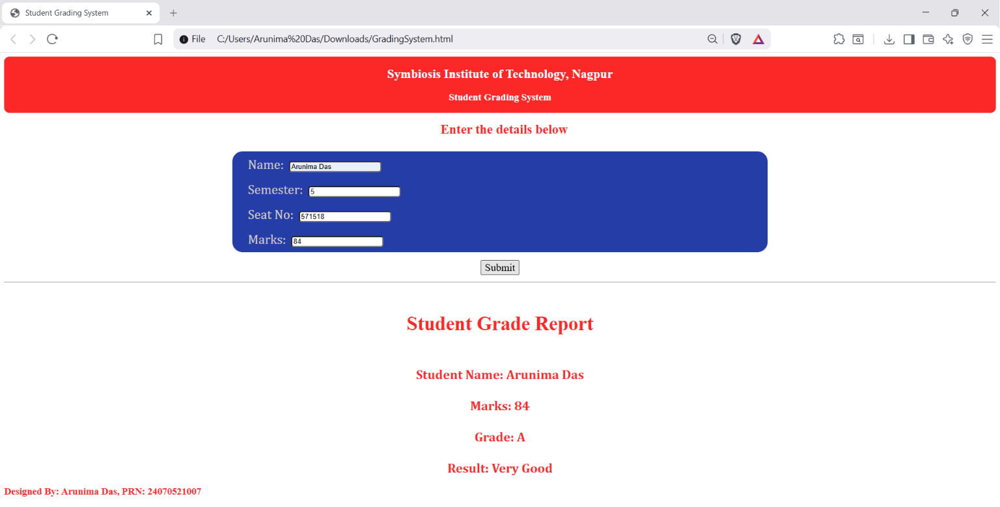 Student Grading System
File C:/Users/Arunima%20Das/Downloads/GradingSystem.html
Symbiosis Institute of Technology, Nagpur
Student Grading System
Enter the details below
Name: Arunima Das
Semester: 5
Seat No: 571518
Marks: 84
Submit
Student Grade Report
Student Name: Arunima Das
Marks: 84
Grade: A
Result: Very Good
Designed By: Arunima Das, PRN: 24070521007